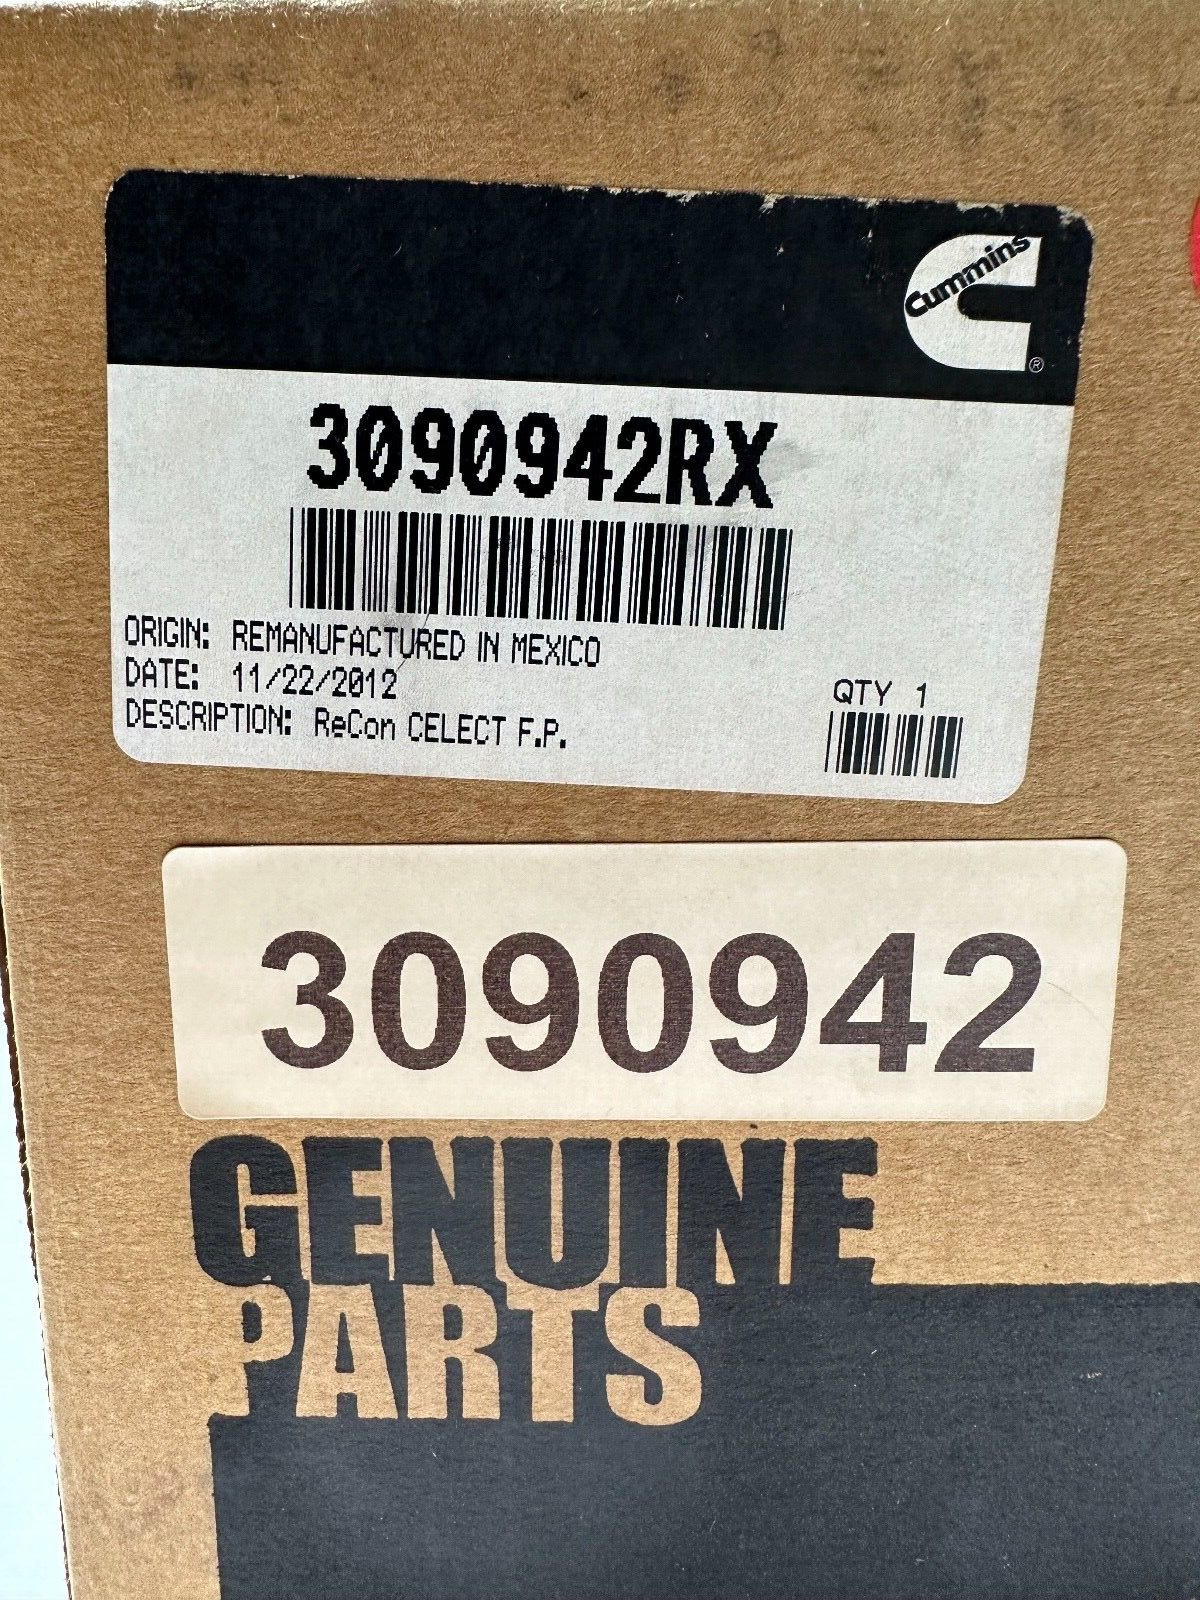 Cummins
®
3090942RX
ORIGIN: REMANUFACTURED IN MEXICO
DATE: 11/22/2012
DESCRIPTION: ReCon CELECT F.P.
QTY 1
3090942
GENUINE
PARTS